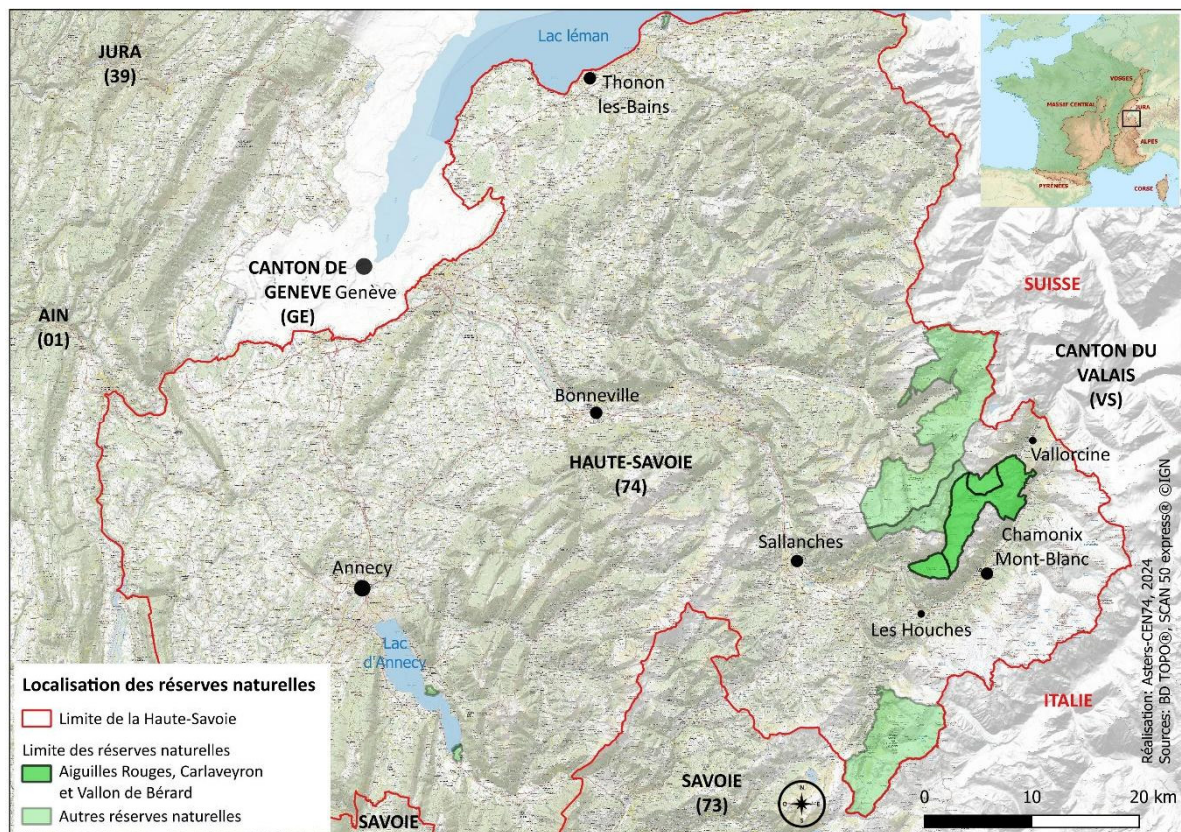 JURA
(39)
Lac léman
Thonon
les-Bains
VOSGES
MASSIF CENTRAL
JURA
ALPES
PYRÉNÉES
CORSE
CANTON DE
GENEVE Genève
(GE)
AIN
(01)
SUISSE
CANTON DU
VALAIS
(VS)
Bonneville
HAUTE-SAVOIE
(74)
Vallorcine
Sallanches
Chamonix
Mont-Blanc
Annecy
Les Houches
Lac
d'Annecy
ITALIE
SAVOIE
(73)
SAVOIE
N
0 10 20 km
Localisation des réserves naturelles
Limite de la Haute-Savoie
Limite des réserves naturelles
Aiguilles Rouges, Carlaveyron
et Vallon de Bérard
Autres réserves naturelles
Réalisation: Asters-CEN74, 2024
Sources: BD TOPO®, SCAN 50 express® ©IGN